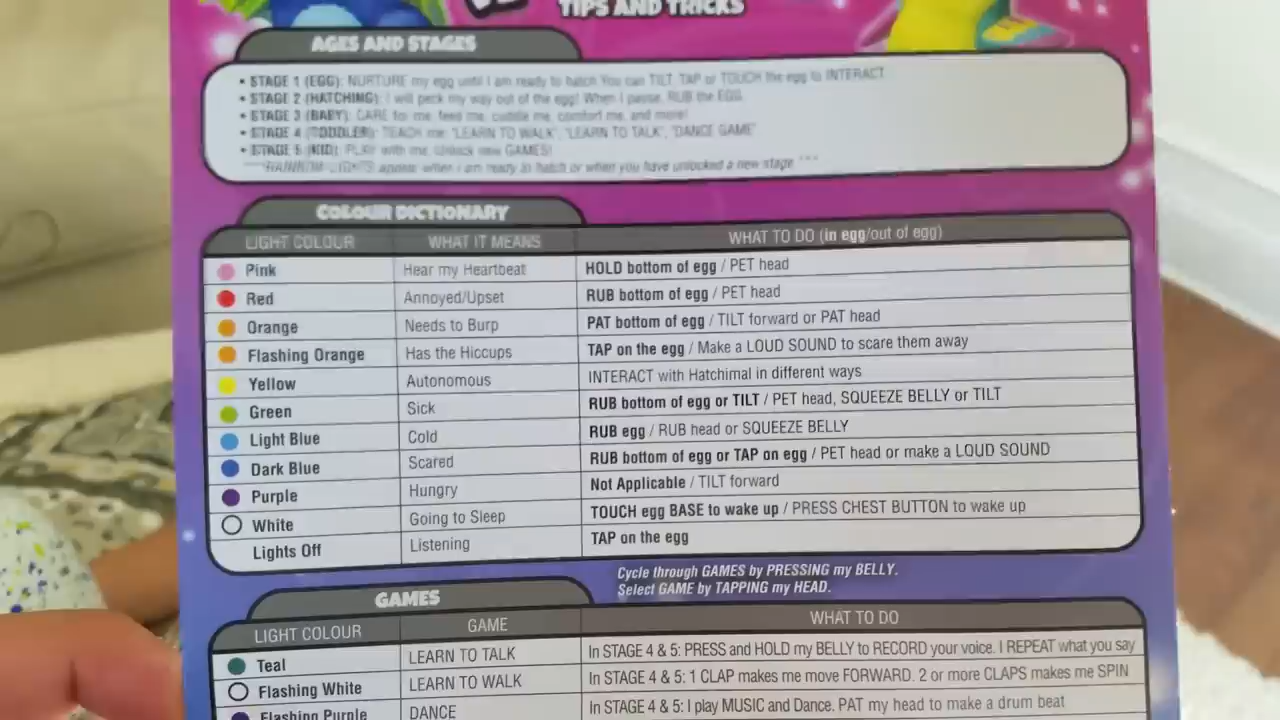 TIPS AND TRICKS
AGES AND STAGES
• STAGE 1 (EGG): NURTURE my egg until I am ready to hatch. You can TILT, TAP or TOUCH the egg to INTERACT
• STAGE 2 (HATCHING): I will peck my way out of the egg! When I pause, RUB the EGG
• STAGE 3 (BABY): CARE for me, feed me, cuddle me, comfort me, and more!
• STAGE 4 (TODDLER): TEACH me "LEARN TO WALK", "LEARN TO TALK", "DANCE GAME"
• STAGE 5 (KID): PLAY with me. Unlock new GAMES!
***RAINBOW LIGHTS appear when I am ready to hatch or when you have unlocked a new stage ***
COLOUR DICTIONARY
LIGHT COLOUR WHAT IT MEANS WHAT TO DO (in egg/out of egg)
Pink Hear my Heartbeat HOLD bottom of egg / PET head
Red Annoyed/Upset RUB bottom of egg / PET head
Orange Needs to Burp PAT bottom of egg / TILT forward or PAT head
Flashing Orange Has the Hiccups TAP on the egg / Make a LOUD SOUND to scare them away
Yellow Autonomous INTERACT with Hatchimal in different ways
Green Sick RUB bottom of egg or TILT / PET head, SQUEEZE BELLY or TILT
Light Blue Cold RUB egg / RUB head or SQUEEZE BELLY
Dark Blue Scared RUB bottom of egg or TAP on egg / PET head or make a LOUD SOUND
Purple Hungry Not Applicable / TILT forward
White Going to Sleep TOUCH egg BASE to wake up / PRESS CHEST BUTTON to wake up
Lights Off Listening TAP on the egg
Cycle through GAMES by PRESSING my BELLY.
Select GAME by TAPPING my HEAD.
GAMES
LIGHT COLOUR GAME WHAT TO DO
Teal LEARN TO TALK In STAGE 4 & 5: PRESS and HOLD my BELLY to RECORD your voice. I REPEAT what you say
Flashing White LEARN TO WALK In STAGE 4 & 5: 1 CLAP makes me move FORWARD. 2 or more CLAPS makes me SPIN
Flashing Purple DANCE In STAGE 4 & 5: I play MUSIC and Dance. PAT my head to make a drum beat